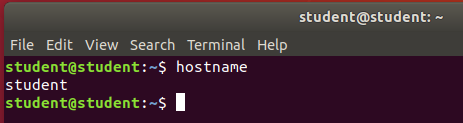 student@student: ~
File Edit View Search Terminal Help
student@student:~$ hostname
student
student@student:~$